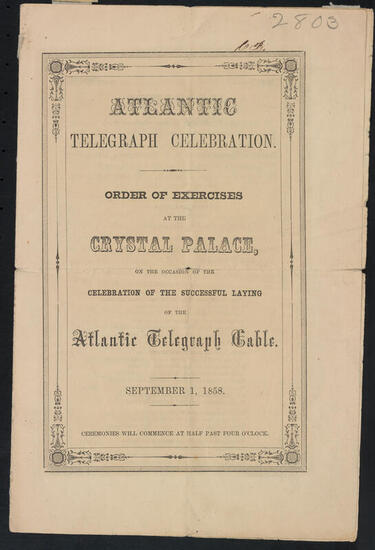 2803
ATLANTIC
TELEGRAPH CELEBRATION.
ORDER OF EXERCISES
AT THE
CRYSTAL PALACE,
ON THE OCCASION OF THE
CELEBRATION OF THE SUCCESSFUL LAYING
OF THE
Atlantic Telegraph Cable.
SEPTEMBER 1, 1858.
CEREMONIES WILL COMMENCE AT HALF PAST FOUR O'CLOCK.